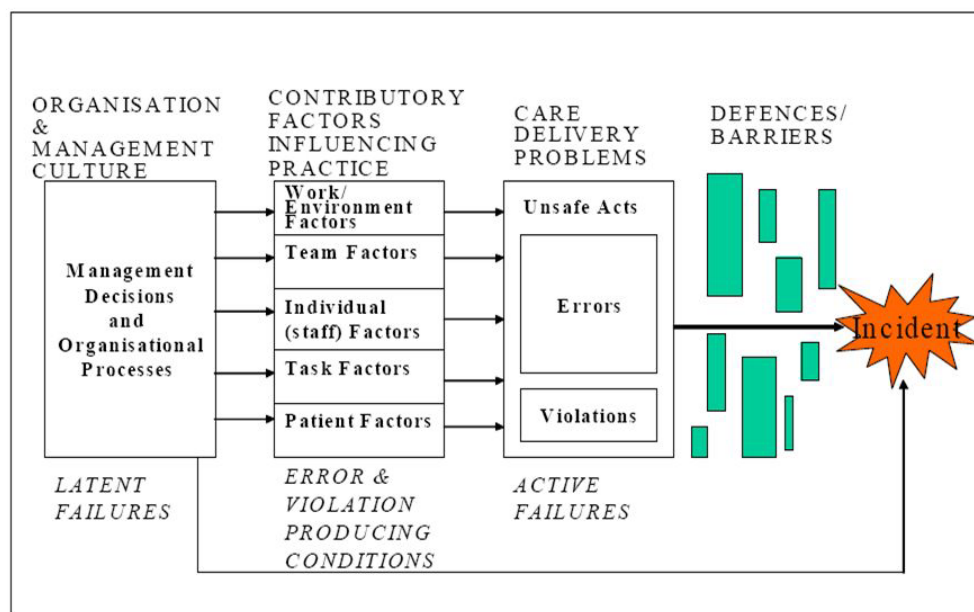 ORGANISATION
&
MANAGEMENT
CULTURE
Management
Decisions
and
Organisational
Processes
LATENT
FAILURES
CONTRIBUTORY
FACTORS
INFLUENCING
PRACTICE
Work/
Environment
Factors
Team Factors
Individual
(staff) Factors
Task Factors
Patient Factors
ERROR &
VIOLATION
PRODUCING
CONDITIONS
CARE
DELIVERY
PROBLEMS
Unsafe Acts
Errors
Violations
ACTIVE
FAILURES
DEFENCES/
BARRIERS
Incident